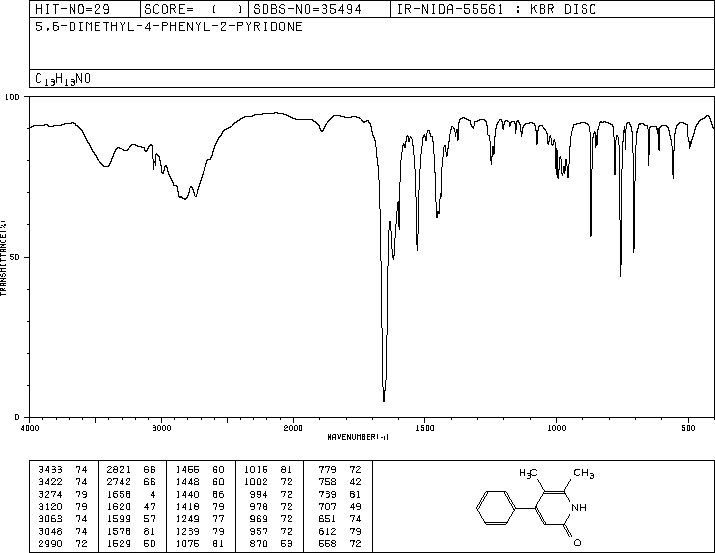 HIT-NO=29 SCORE= ( ) SDBS-NO=35494 IR-NIDA-55561 : KBR DISC
5,6-DIMETHYL-4-PHENYL-2-PYRIDONE
C13H13NO
100
50
0
TRANSMITTANCE(%)
4000 3000 2000 1500 1000 500
WAVENUMBER(-1)
3433 74 2821 66 1455 60 1015 81 779 72
3422 74 2742 66 1448 60 1002 72 758 42
3274 79 1658 4 1440 86 994 72 739 81
3120 79 1620 47 1418 79 978 72 707 49
3063 74 1599 57 1249 77 969 72 651 74
3048 74 1578 81 1239 79 957 72 612 79
2990 72 1529 50 1075 81 870 53 558 72
H3C CH3
NH
O